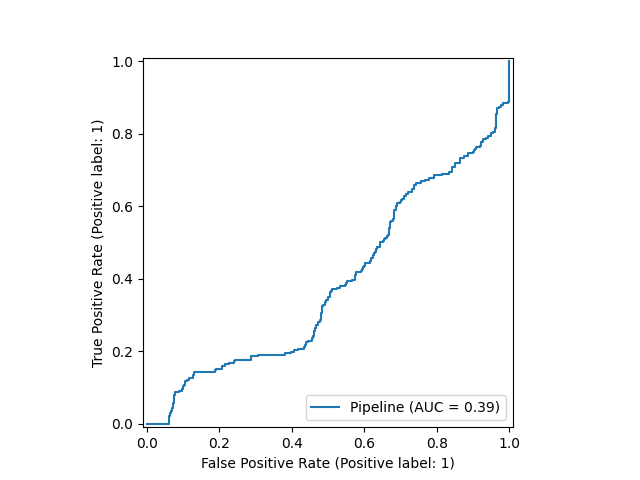 1.0
0.8
0.6
0.4
0.2
0.0
True Positive Rate (Positive label: 1)
Pipeline (AUC = 0.39)
0.0 0.2 0.4 0.6 0.8 1.0
False Positive Rate (Positive label: 1)